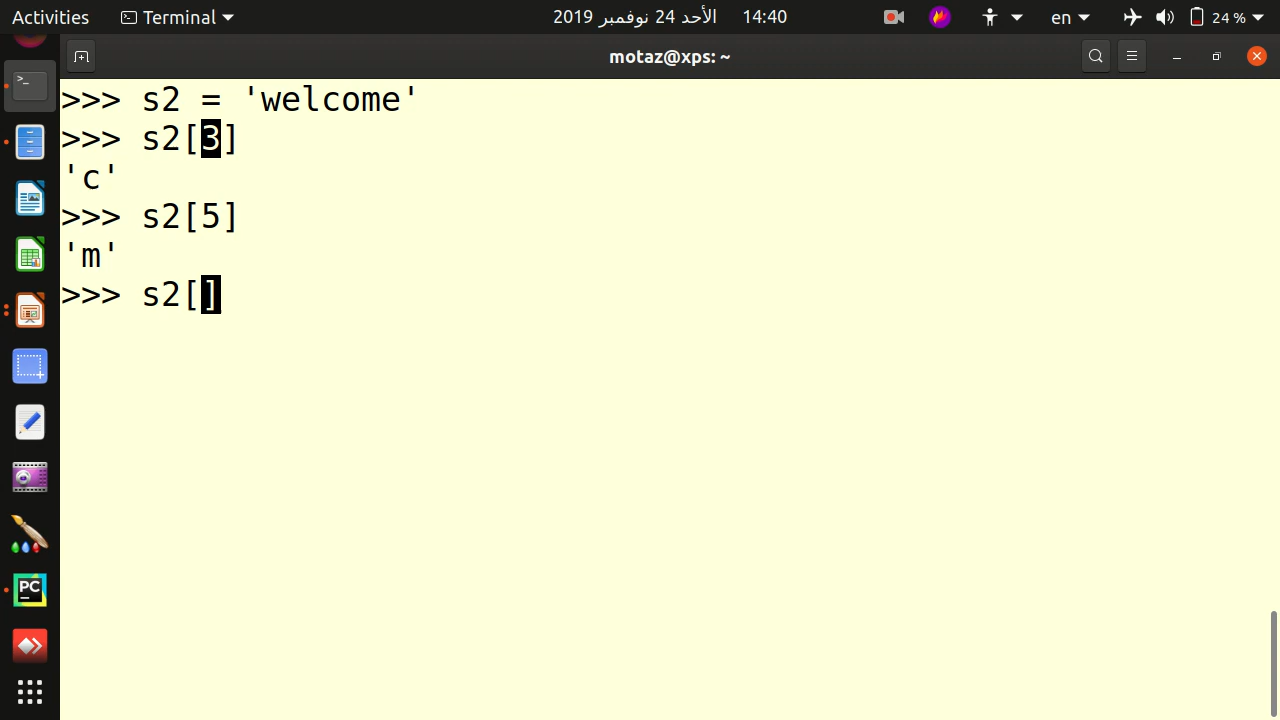 Activities Terminal الأحد 24 نوفمبر 2019 14:40 en 24 %
motaz@xps: ~
>>> s2 = 'welcome'
>>> s2[3]
'c'
>>> s2[5]
'm'
>>> s2[]
>_
PC